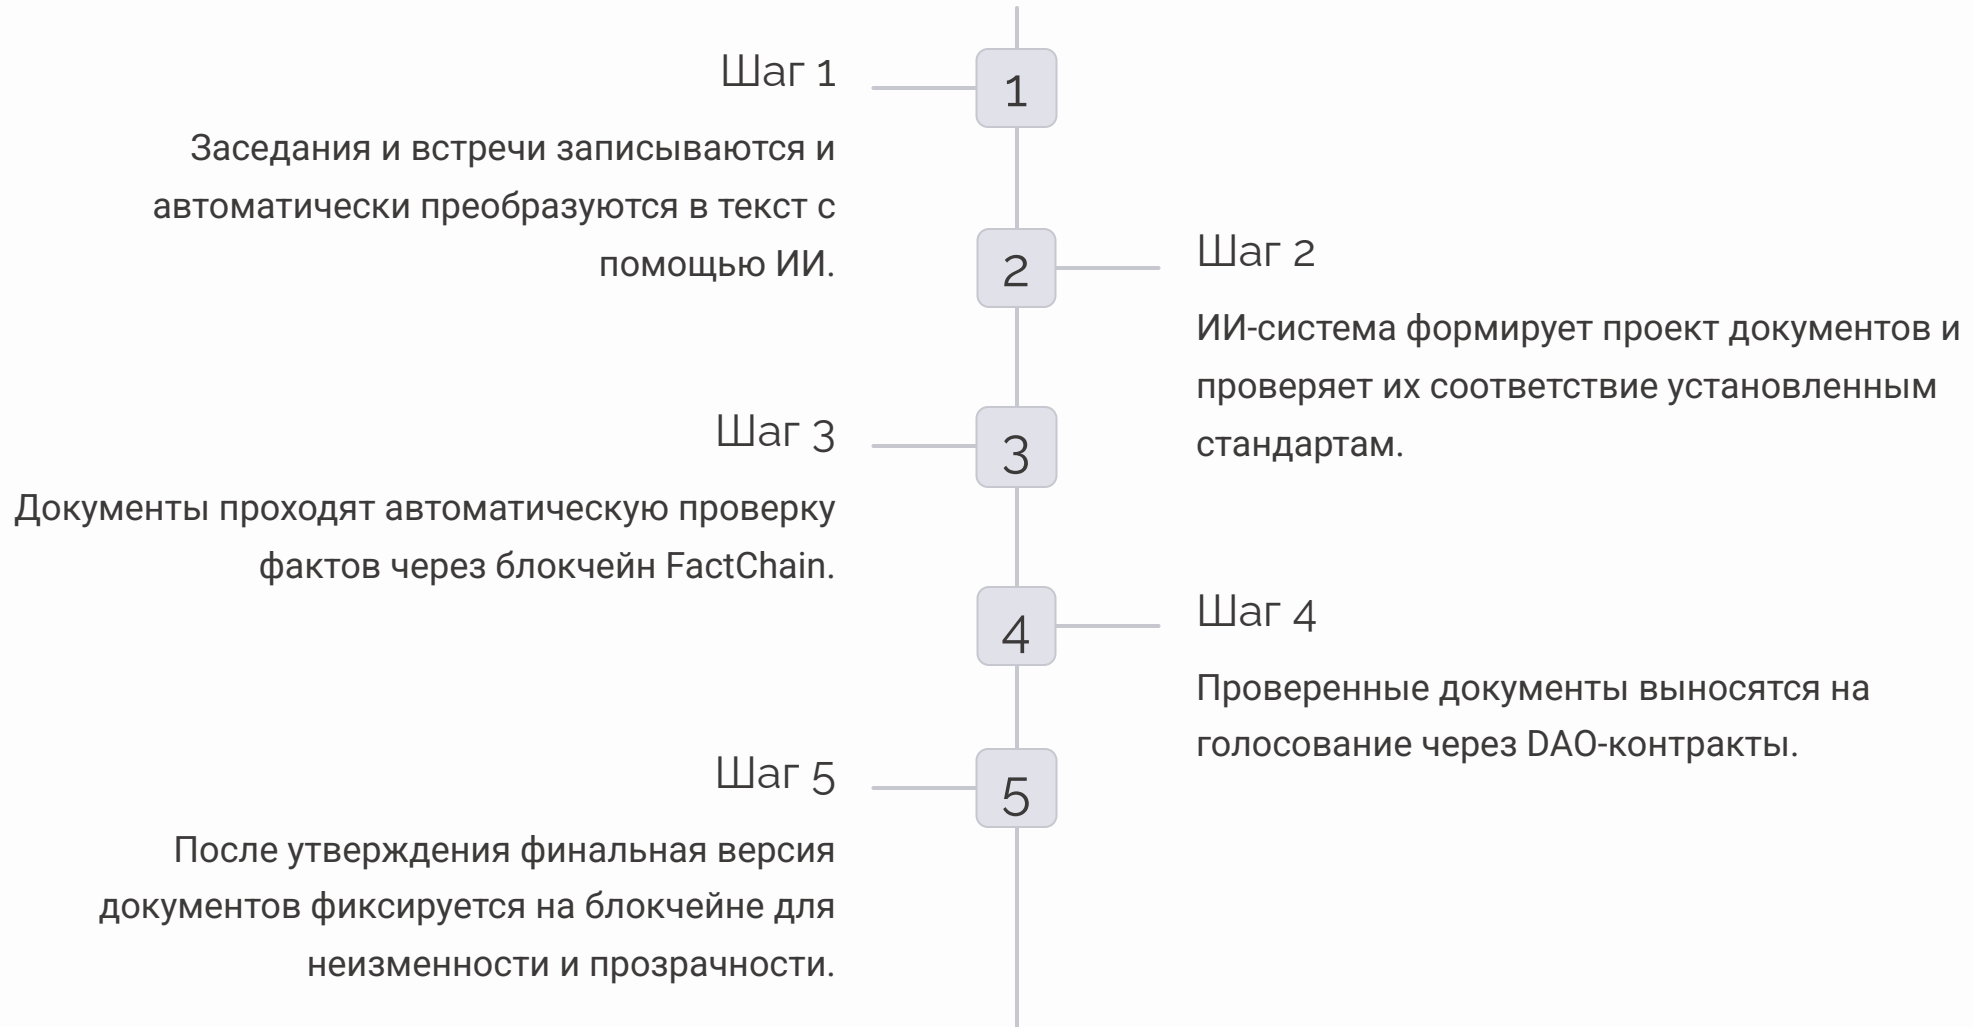 Шаг 1
1
Заседания и встречи записываются и
автоматически преобразуются в текст с
помощью ИИ.
2
Шаг 2
ИИ-система формирует проект документов и
проверяет их соответствие установленным
стандартам.
Шаг 3
3
Документы проходят автоматическую проверку
фактов через блокчейн FactChain.
4
Шаг 4
Проверенные документы выносятся на
голосование через DAO-контракты.
Шаг 5
5
После утверждения финальная версия
документов фиксируется на блокчейне для
неизменности и прозрачности.